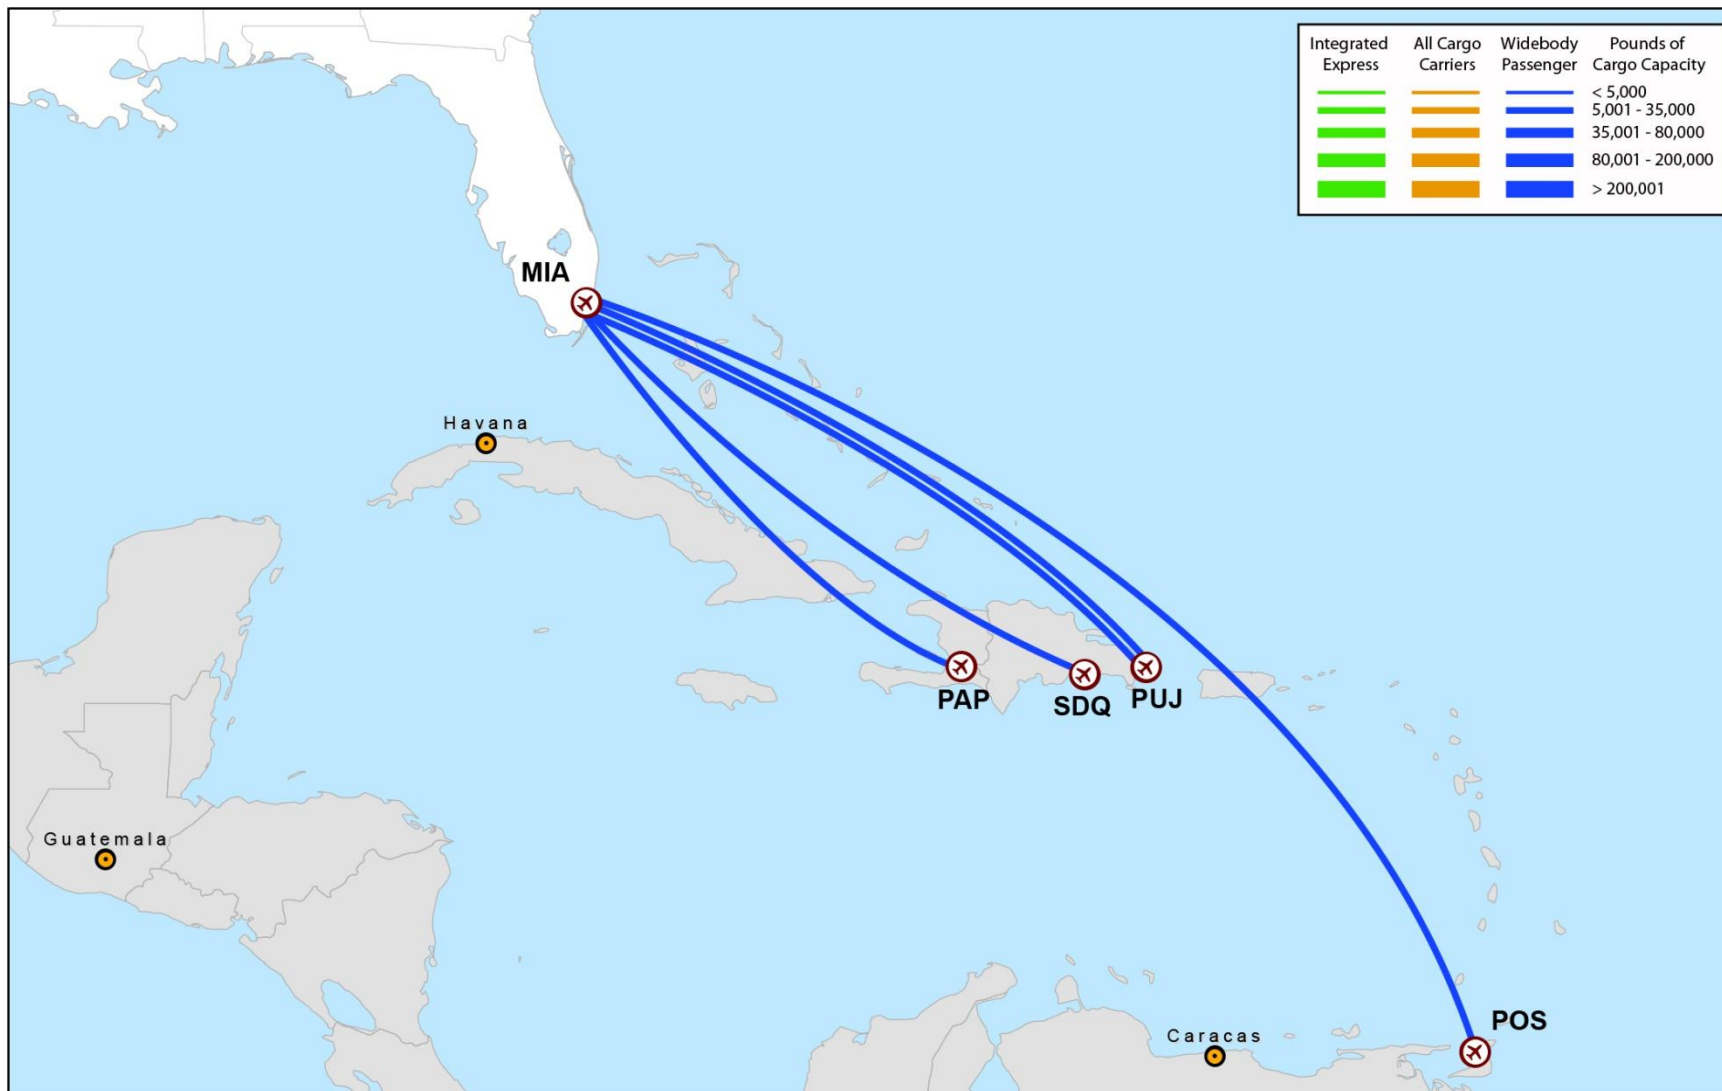 Integrated Express
All Cargo Carriers
Widebody Passenger
Pounds of Cargo Capacity
< 5,000
5,001 - 35,000
35,001 - 80,000
80,001 - 200,000
> 200,001
MIA
Havana
PAP
SDQ
PUJ
Guatemala
POS
Caracas